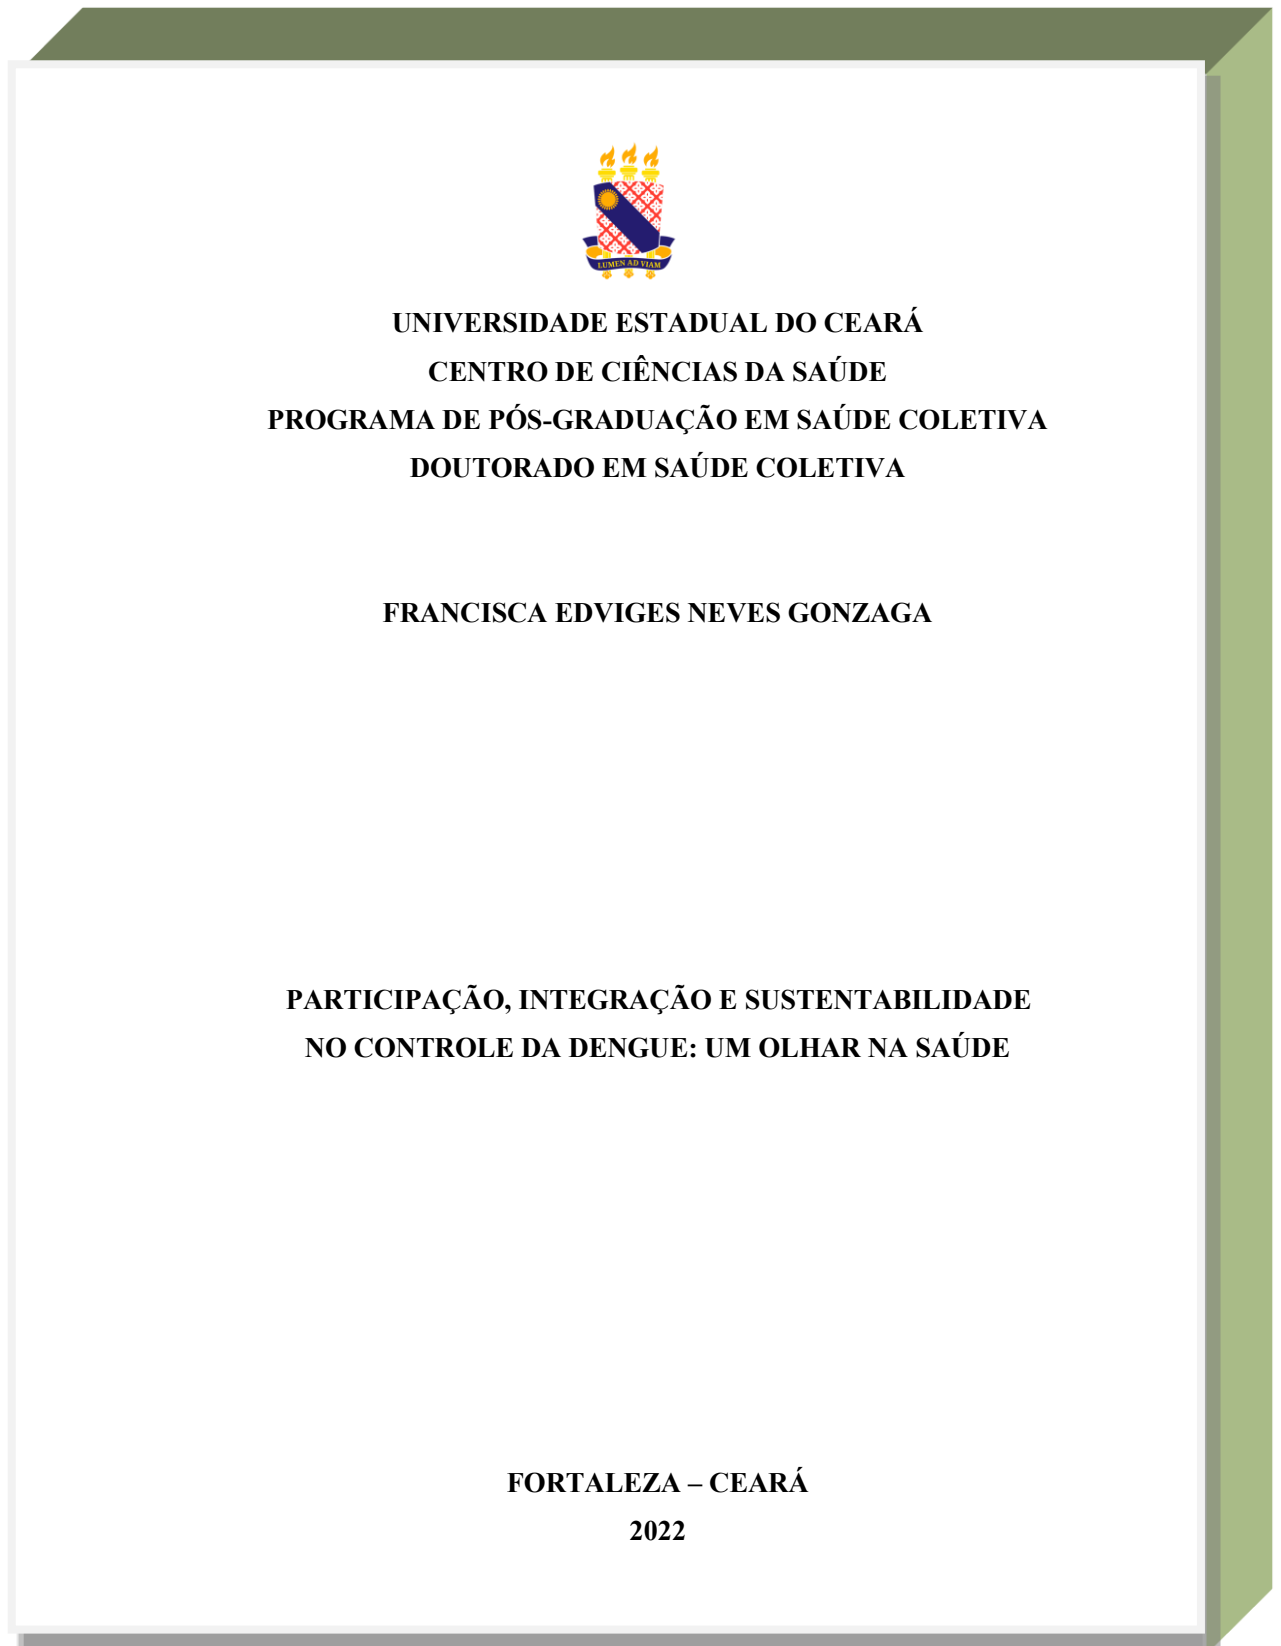 LUMEN AD VIAM
UNIVERSIDADE ESTADUAL DO CEARÁ
CENTRO DE CIÊNCIAS DA SAÚDE
PROGRAMA DE PÓS-GRADUAÇÃO EM SAÚDE COLETIVA
DOUTORADO EM SAÚDE COLETIVA
FRANCISCA EDVIGES NEVES GONZAGA
PARTICIPAÇÃO, INTEGRAÇÃO E SUSTENTABILIDADE
NO CONTROLE DA DENGUE: UM OLHAR NA SAÚDE
FORTALEZA – CEARÁ
2022